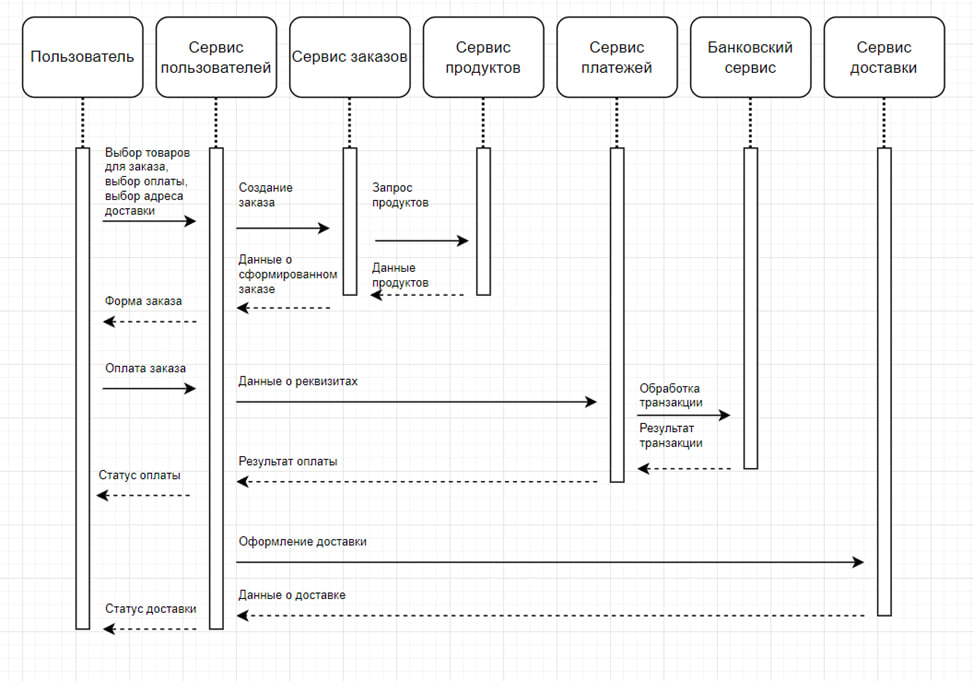 Пользователь
Сервис
пользователей
Сервис заказов
Сервис
продуктов
Сервис
платежей
Банковский
сервис
Сервис
доставки
Выбор товаров
для заказа,
выбор оплаты,
выбор адреса
доставки
Создание
заказа
Запрос
продуктов
Данные о
сформированном
заказе
Данные
продуктов
Форма заказа
Оплата заказа
Данные о реквизитах
Обработка
транзакции
Результат
транзакции
Результат оплаты
Статус оплаты
Оформление доставки
Данные о доставке
Статус доставки